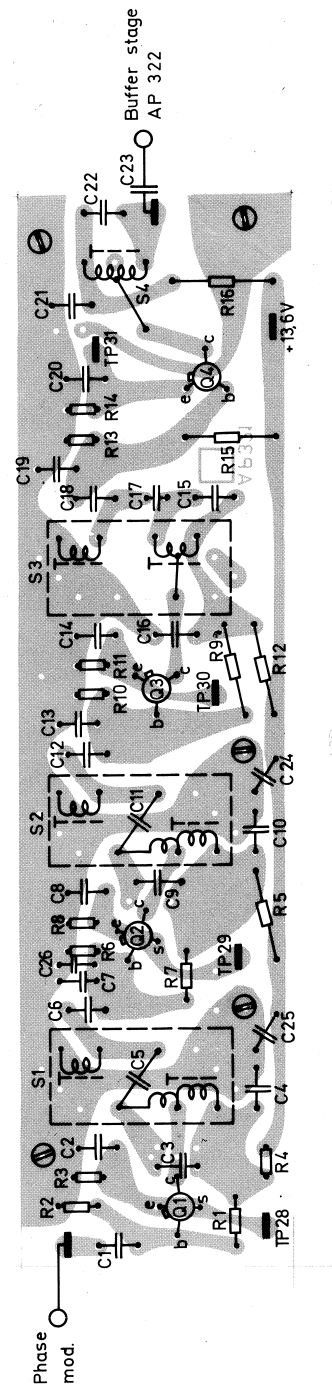 Phase
mod.
Buffer stage
AP 322
C1
R2
R3
C2
S1
C6
C7
C26
R6
R8
C8
S2
C12
C13
R10
R11
C14
S3
C18
C19
R13
R14
C20
TP31
C21
C22
C23
S4
e
Q1
c
b
s
C3
C5
e
Q2
c
b
s
C9
C11
e
Q3
c
b
C16
C17
C15
e
Q4
c
b
R1
TP28
R4
C4
C25
R7
TP29
R5
C10
C24
TP30
R9
R12
R15
R16
+13,6V